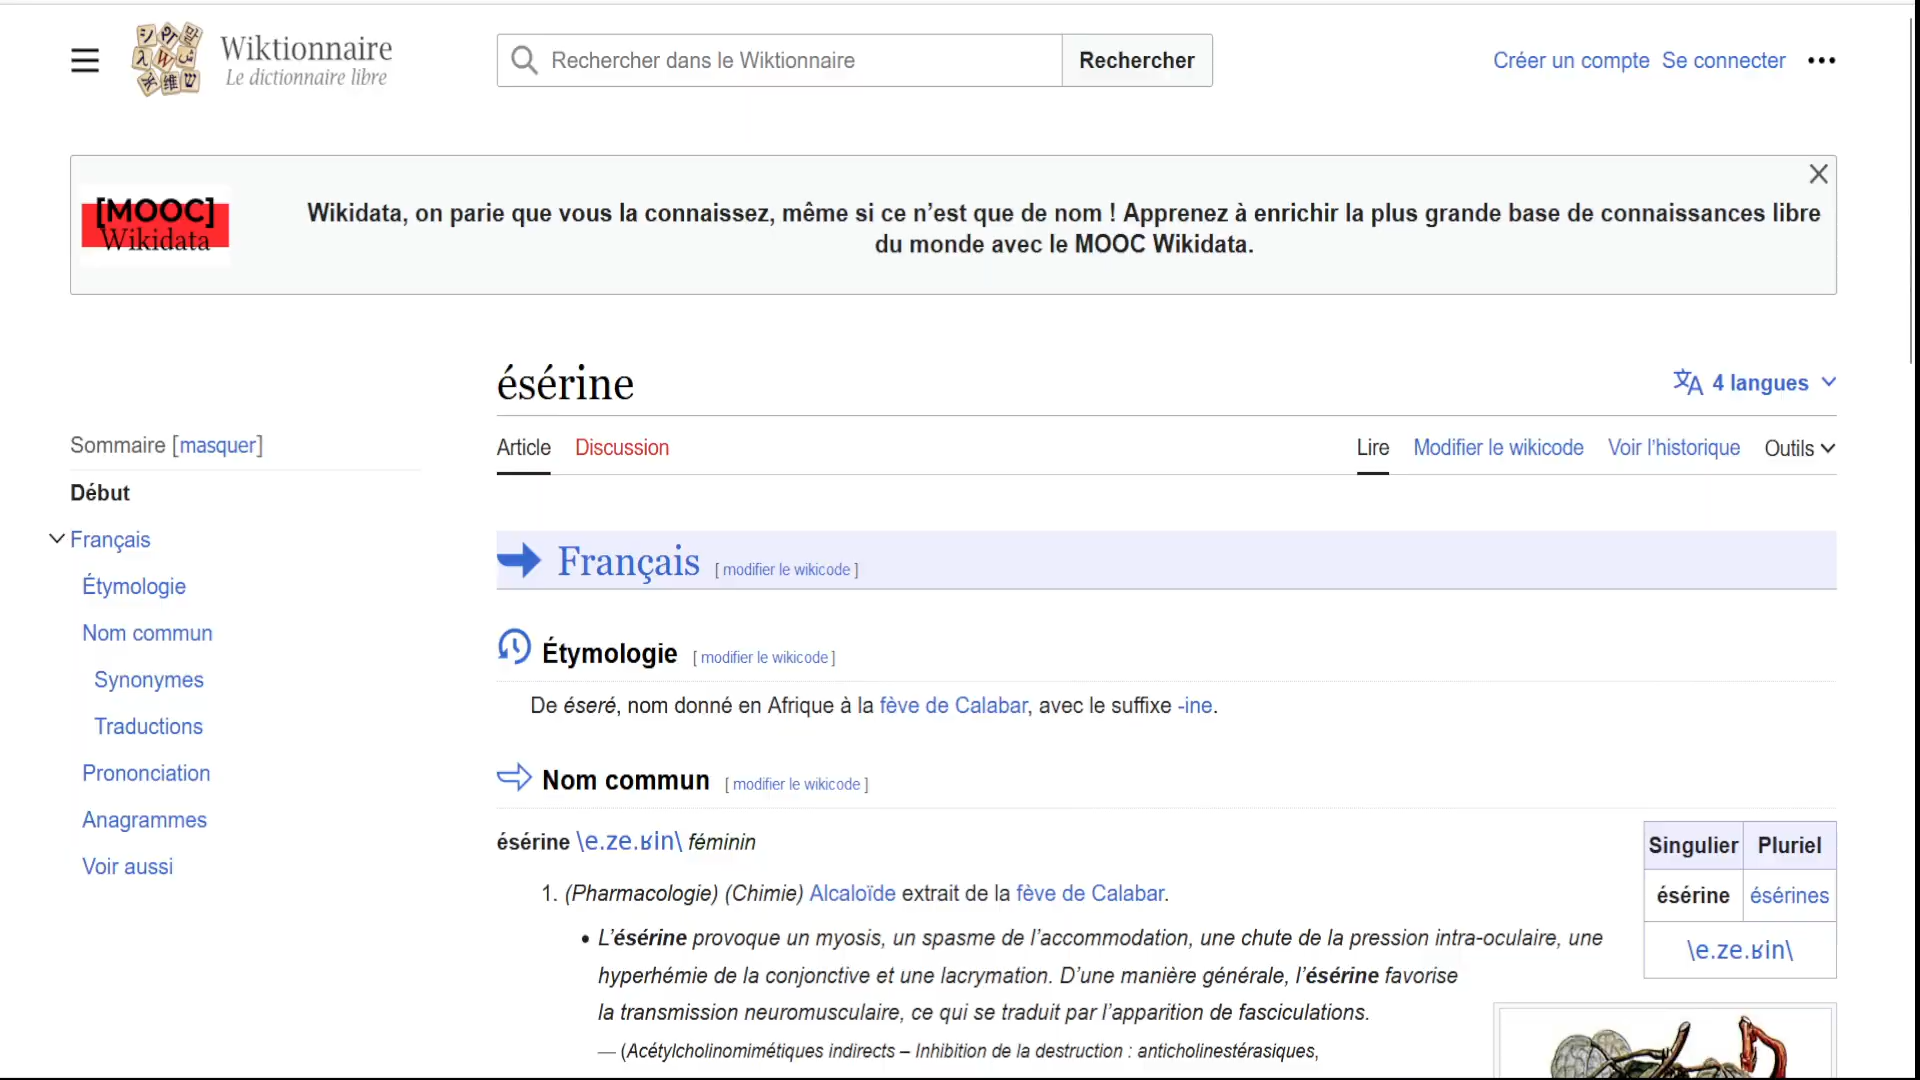 Wiktionnaire
Le dictionnaire libre
Rechercher dans le Wiktionnaire
Rechercher
Créer un compte
Se connecter
[MOOC]
Wikidata
Wikidata, on parie que vous la connaissez, même si ce n’est que de nom ! Apprenez à enrichir la plus grande base de connaissances libre
du monde avec le MOOC Wikidata.
ésérine
4 langues
Sommaire [masquer]
Début
Français
Étymologie
Nom commun
Synonymes
Traductions
Prononciation
Anagrammes
Voir aussi
Article Discussion
Lire Modifier le wikicode Voir l’historique Outils
Français [ modifier le wikicode ]
Étymologie [ modifier le wikicode ]
De éseré, nom donné en Afrique à la fève de Calabar, avec le suffixe -ine.
Nom commun [ modifier le wikicode ]
ésérine \e.ze.ʁin\ féminin
1. (Pharmacologie) (Chimie) Alcaloïde extrait de la fève de Calabar.
• L’ésérine provoque un myosis, un spasme de l’accommodation, une chute de la pression intra-oculaire, une
hyperhémie de la conjonctive et une lacrymation. D’une manière générale, l’ésérine favorise
la transmission neuromusculaire, ce qui se traduit par l’apparition de fasciculations.
— (Acétylcholinomimétiques indirects – Inhibition de la destruction : anticholinestérasiques,
Singulier Pluriel
ésérine ésérines
\e.ze.ʁin\